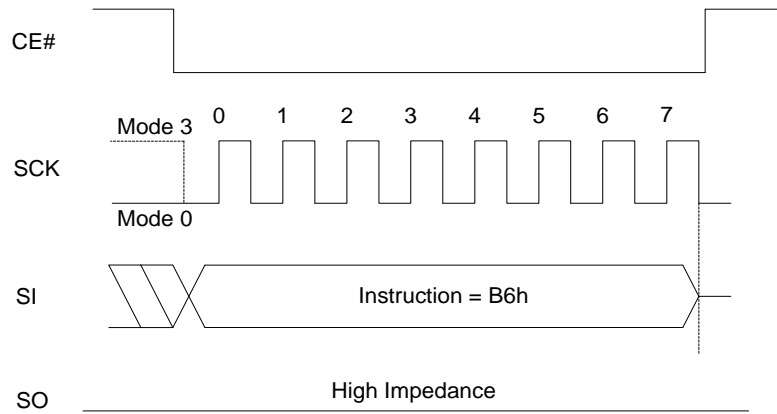 CE#
0 1 2 3 4 5 6 7
Mode 3
SCK
Mode 0
SI
Instruction = B6h
SO
High Impedance